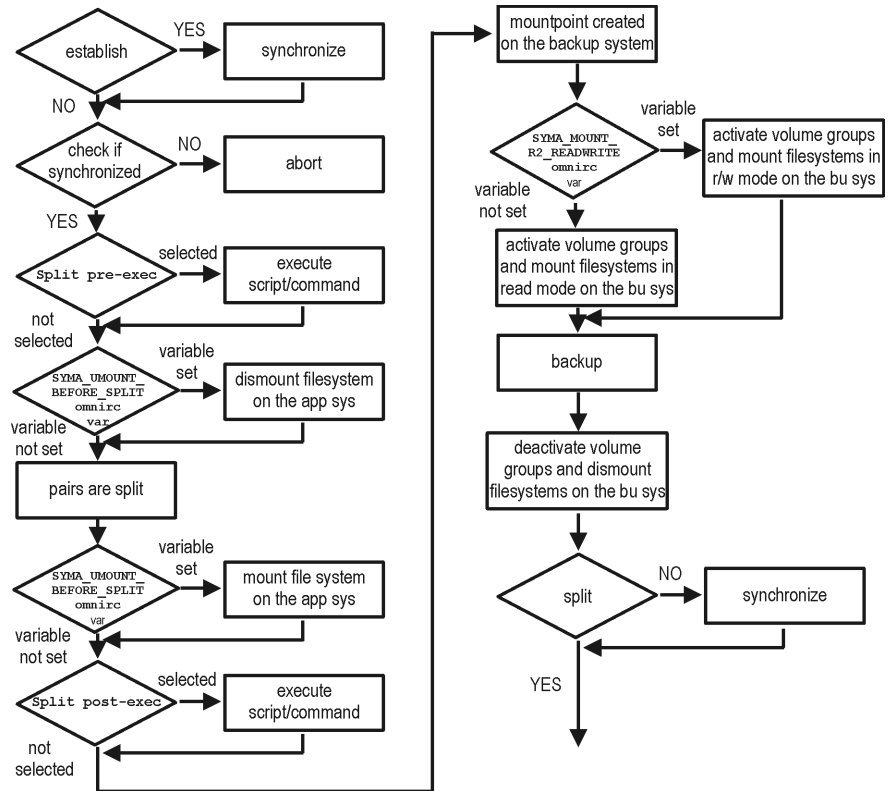 establish
YES
synchronize
NO
check if
synchronized
NO
abort
YES
Split pre-exec
selected
execute
script/command
not
selected
SYMA_UMOUNT_
BEFORE_SPLIT
omnirc
var
variable
set
dismount filesystem
on the app sys
variable
not set
pairs are split
SYMA_UMOUNT_
BEFORE_SPLIT
omnirc
var
variable
set
mount file system
on the app sys
variable
not set
Split post-exec
selected
execute
script/command
not
selected
mountpoint created
on the backup system
SYMA_MOUNT_
R2_READWRITE
omnirc
var
variable
set
activate volume groups
and mount filesystems in
r/w mode on the bu sys
variable
not set
activate volume groups
and mount filesystems in
read mode on the bu sys
backup
deactivate volume
groups and dismount
filesystems on the bu sys
split
NO
synchronize
YES